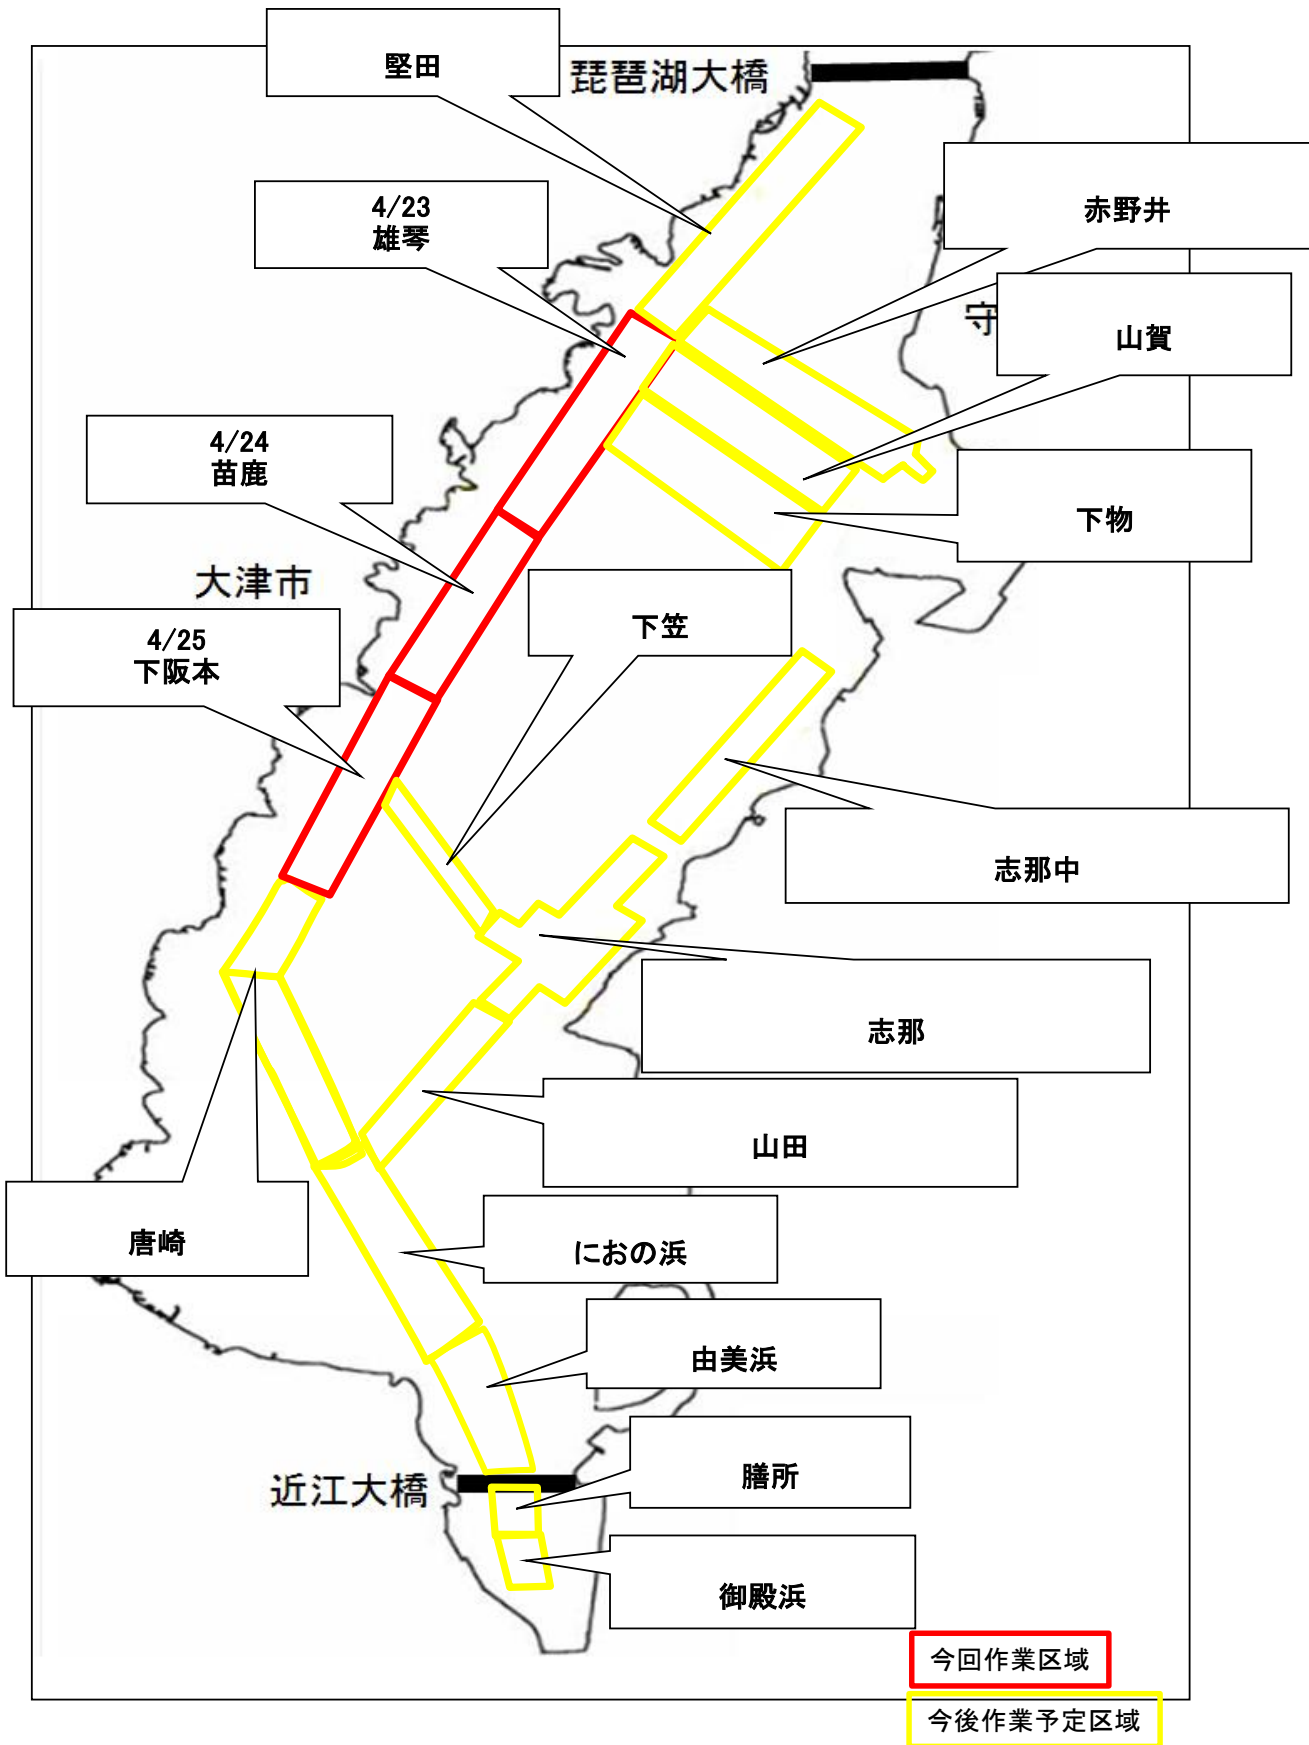 堅田
琵琶湖大橋
赤野井
4/23
雄琴
守
山賀
4/24
苗鹿
下物
大津市
下笠
4/25
下阪本
志那中
志那
山田
唐崎
におの浜
由美浜
近江大橋
膳所
御殿浜
今回作業区域
今後作業予定区域